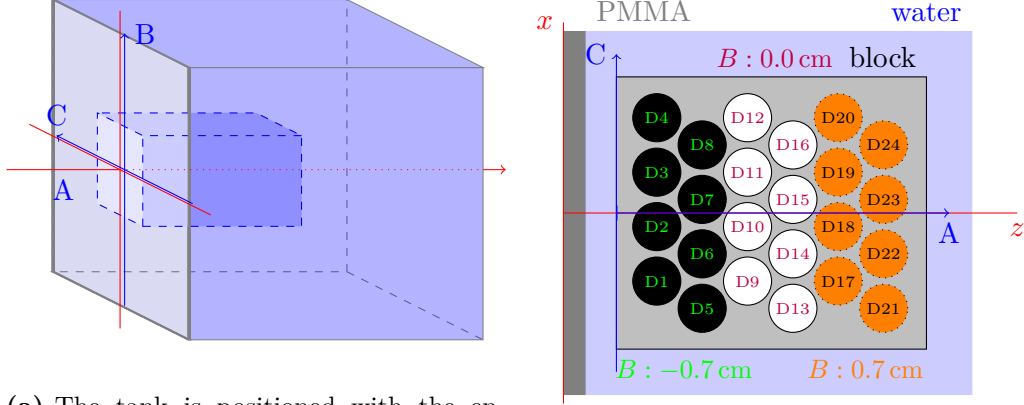 B
C
A
(a) The tank is positioned with the en-
PMMA
water
x
C
B : 0.0 cm block
D4 D12 D20
D8 D16 D24
D3 D11 D19
D7 D15 D23
D2 D10 D18
A
z
D6 D14 D22
D1 D9 D17
D5 D13 D21
B : −0.7 cm B : 0.7 cm